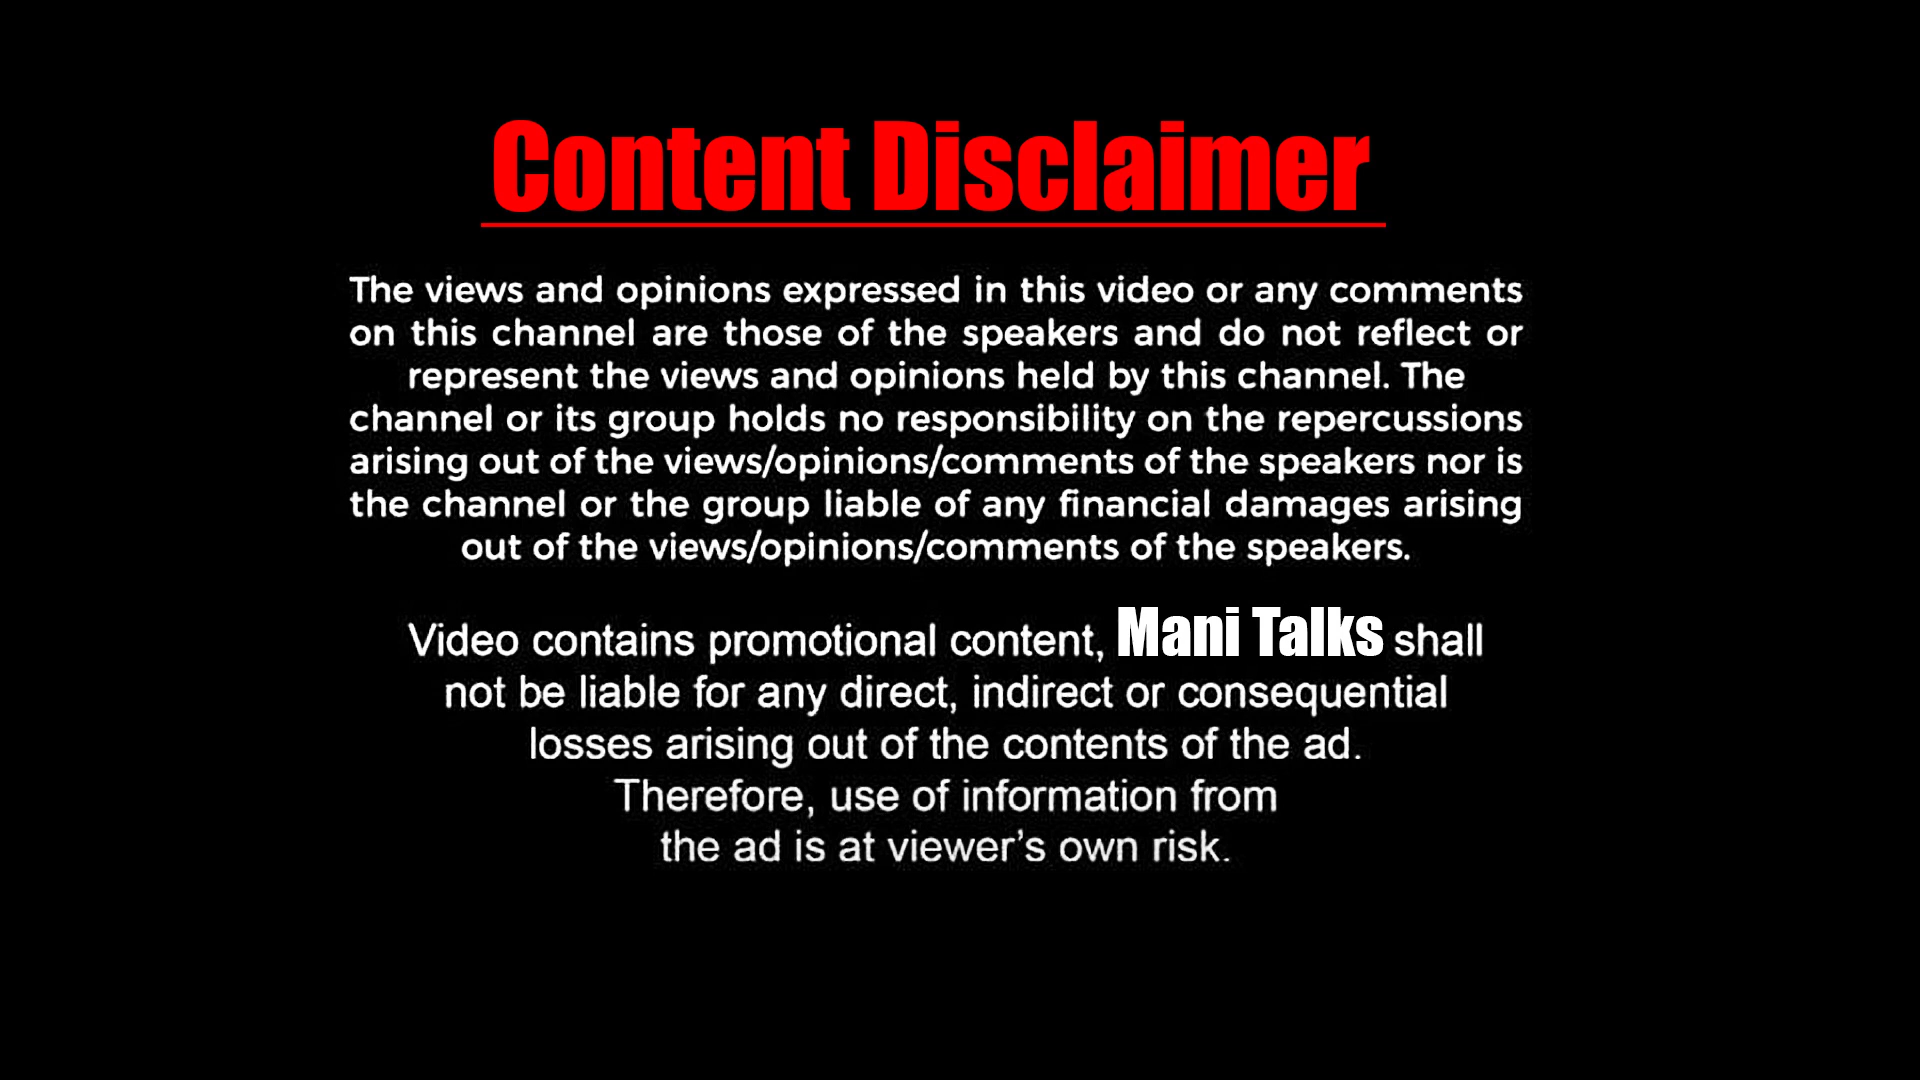 Content Disclaimer
The views and opinions expressed in this video or any comments
on this channel are those of the speakers and do not reflect or
represent the views and opinions held by this channel. The
channel or its group holds no responsibility on the repercussions
arising out of the views/opinions/comments of the speakers nor is
the channel or the group liable of any financial damages arising
out of the views/opinions/comments of the speakers.
Video contains promotional content, Mani Talks shall
not be liable for any direct, indirect or consequential
losses arising out of the contents of the ad.
Therefore, use of information from
the ad is at viewer’s own risk.